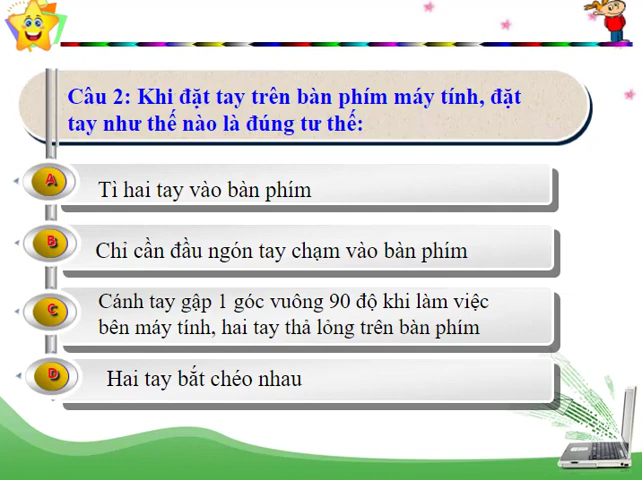 Câu 2: Khi đặt tay trên bàn phím máy tính, đặt
tay như thế nào là đúng tư thế:
A
Tì hai tay vào bàn phím
B
Chỉ cần đầu ngón tay chạm vào bàn phím
C
Cánh tay gập 1 góc vuông 90 độ khi làm việc
bên máy tính, hai tay thả lỏng trên bàn phím
D
Hai tay bắt chéo nhau